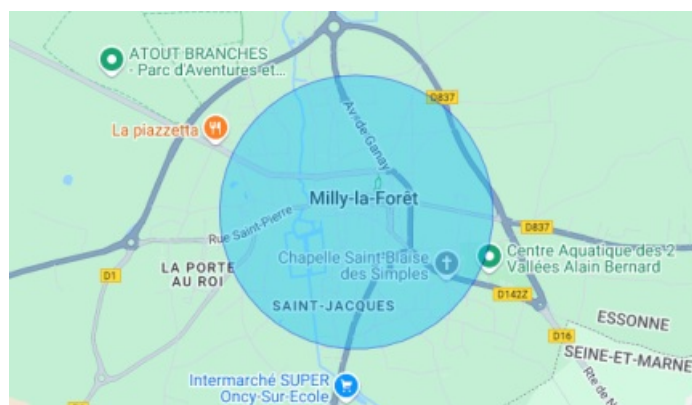 ATOUT BRANCHES
- Parc d'Aventures et...
D837
Av. de Ganay
La piazzetta
Milly-la-Forêt
Rue Saint-Pierre
D837
Centre Aquatique des 2
Vallées Alain Bernard
Chapelle Saint-Blaise
des Simples
D1
LA PORTE
AU ROI
D142Z
SAINT-JACQUES
ESSONNE
D16
SEINE-ET-MARNE
Intermarché SUPER
Oncy-Sur-Ecole
Rte de